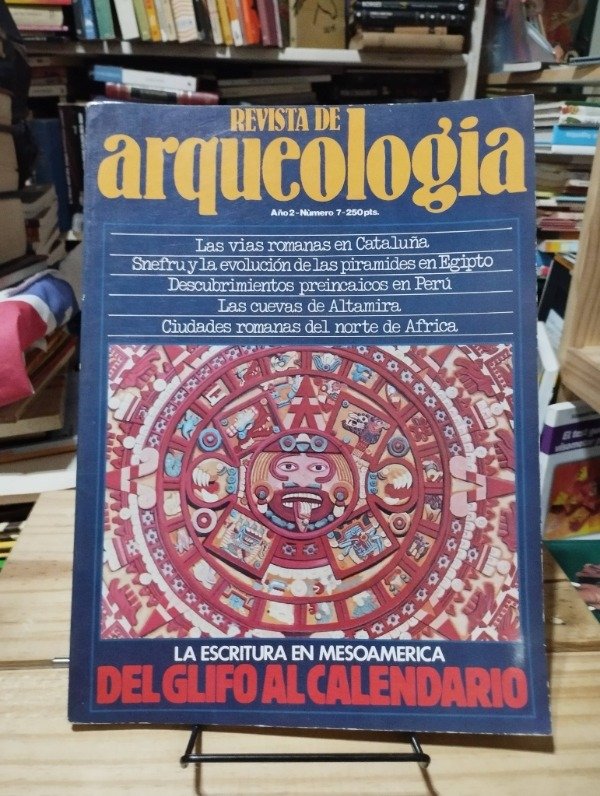 REVISTA DE
arqueologia
Año 2 - Número 7 - 250 pts.
Las vias romanas en Cataluña
Snefru y la evolución de las piramides en Egipto
Descubrimientos preincaicos en Perú
Las cuevas de Altamira
Ciudades romanas del norte de Africa
LA ESCRITURA EN MESOAMERICA
DEL GLIFO AL CALENDARIO